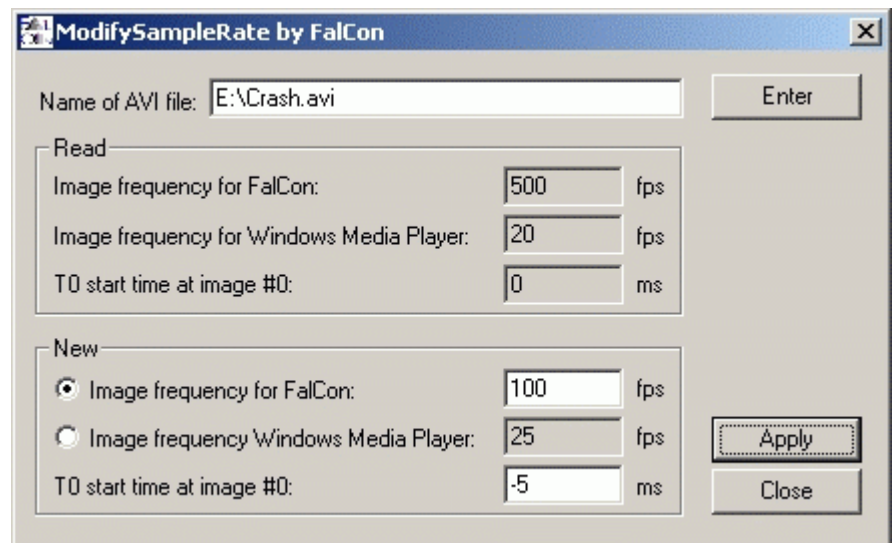 ModifySampleRate by FalCon
Name of AVI file: E:\Crash.avi Enter
Read
Image frequency for FalCon: 500 fps
Image frequency for Windows Media Player: 20 fps
T0 start time at image #0: 0 ms
New
Image frequency for FalCon: 100 fps
Image frequency Windows Media Player: 25 fps
Apply
T0 start time at image #0: -5 ms
Close